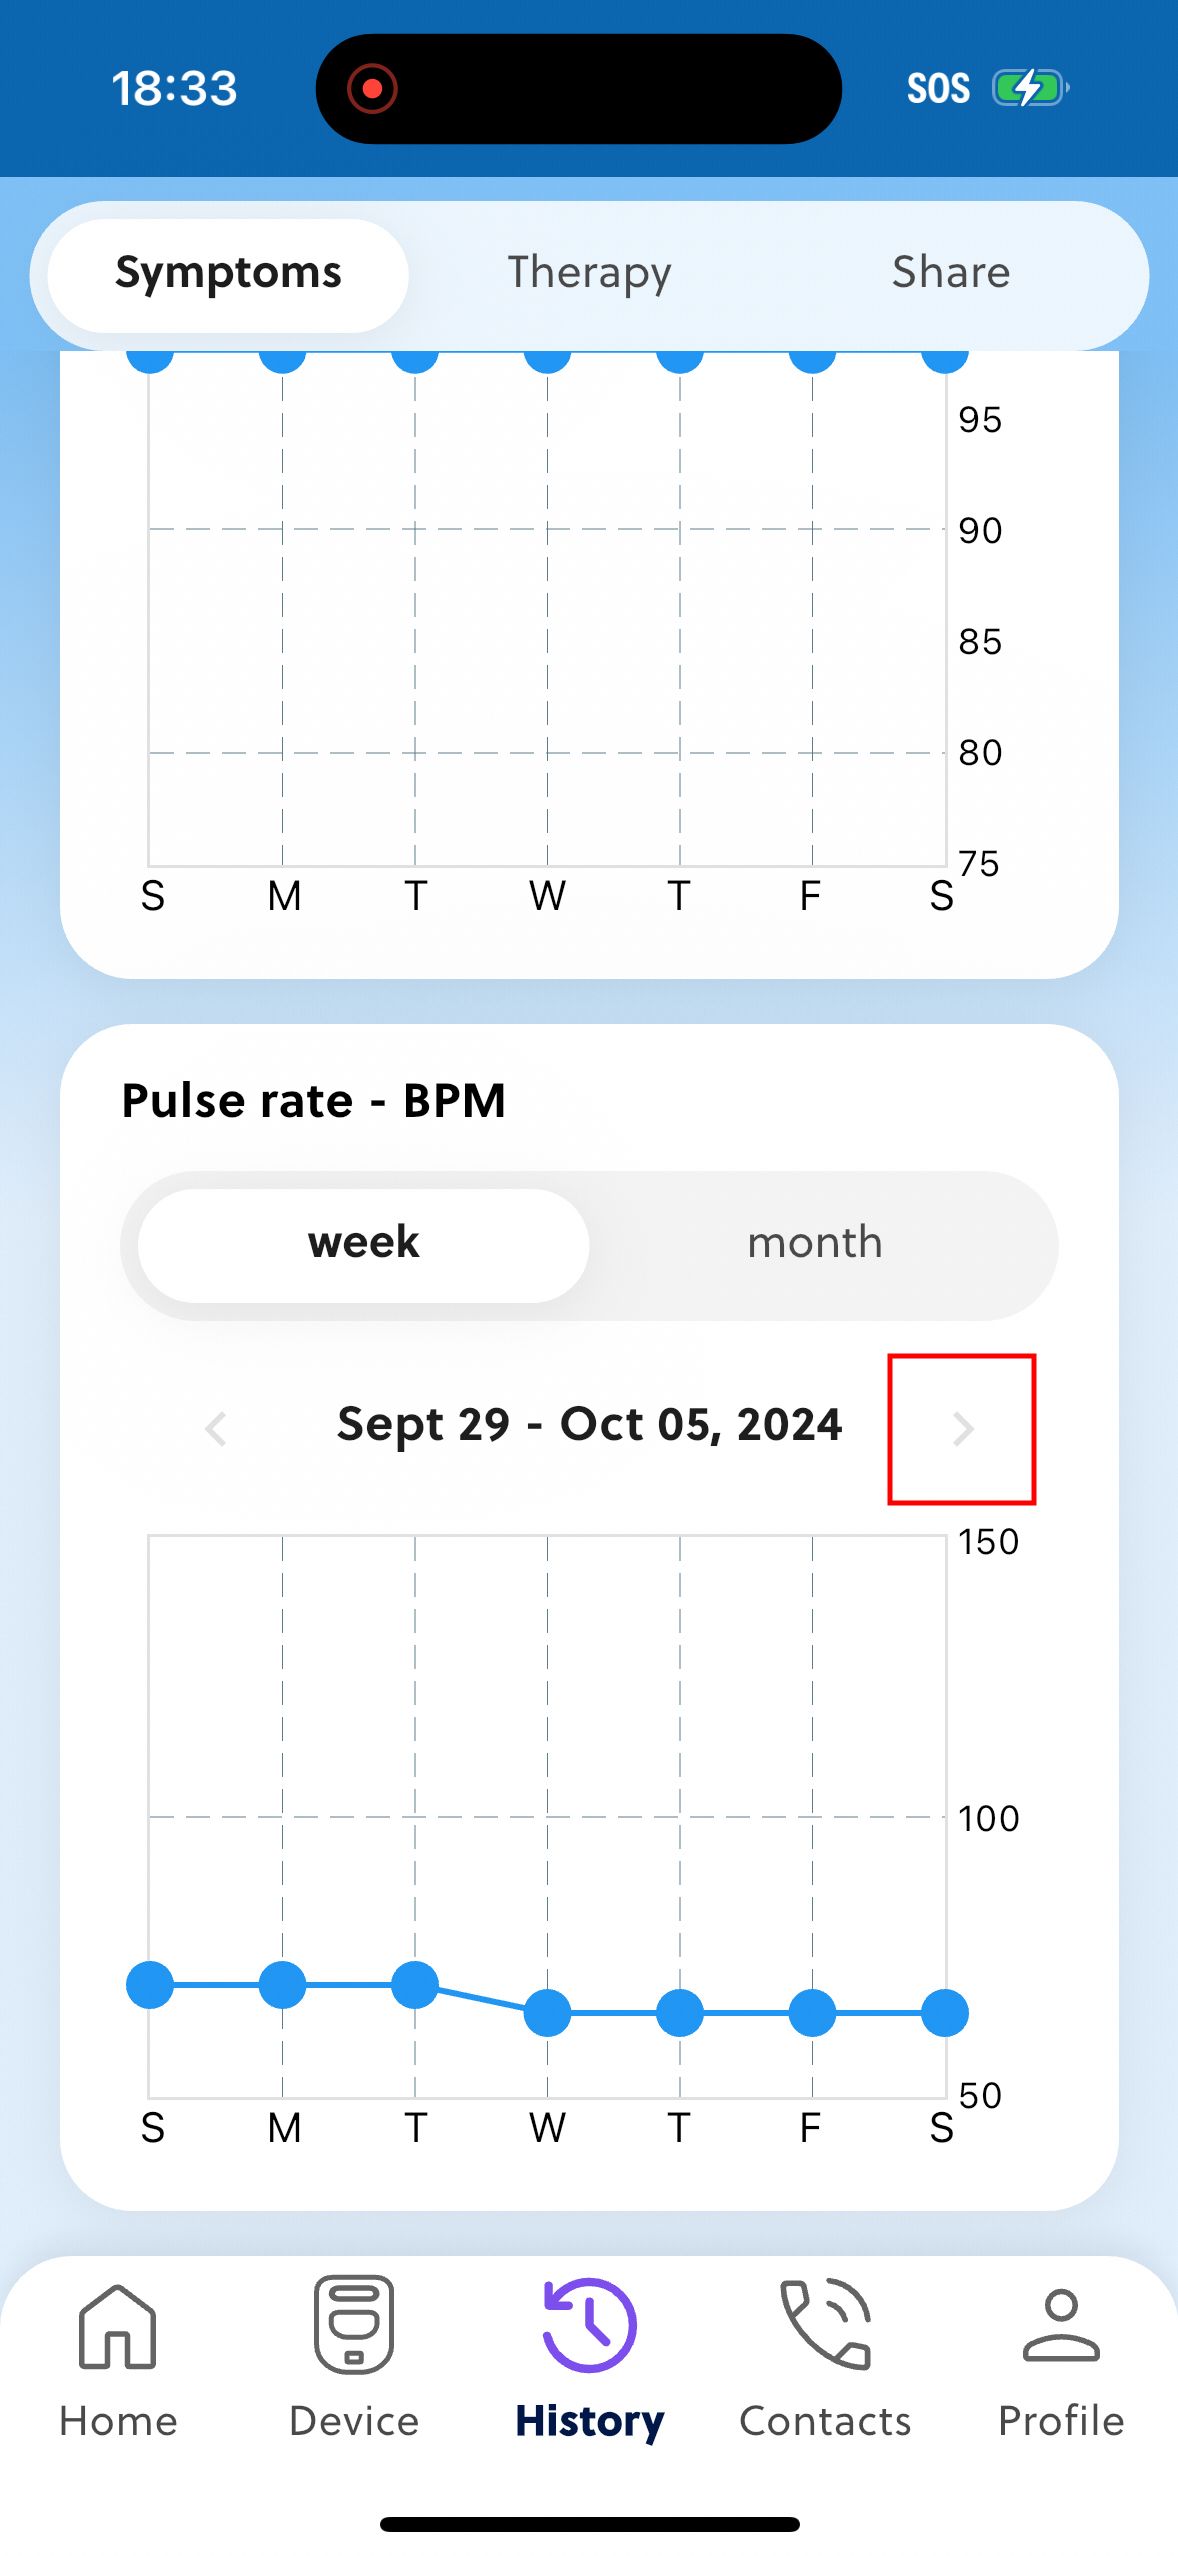 18:33 SOS
Symptoms Therapy Share
95
90
85
80
75
S M T W T F S
Pulse rate - BPM
week month
Sept 29 - Oct 05, 2024
150
100
50
S M T W T F S
Home Device History Contacts Profile